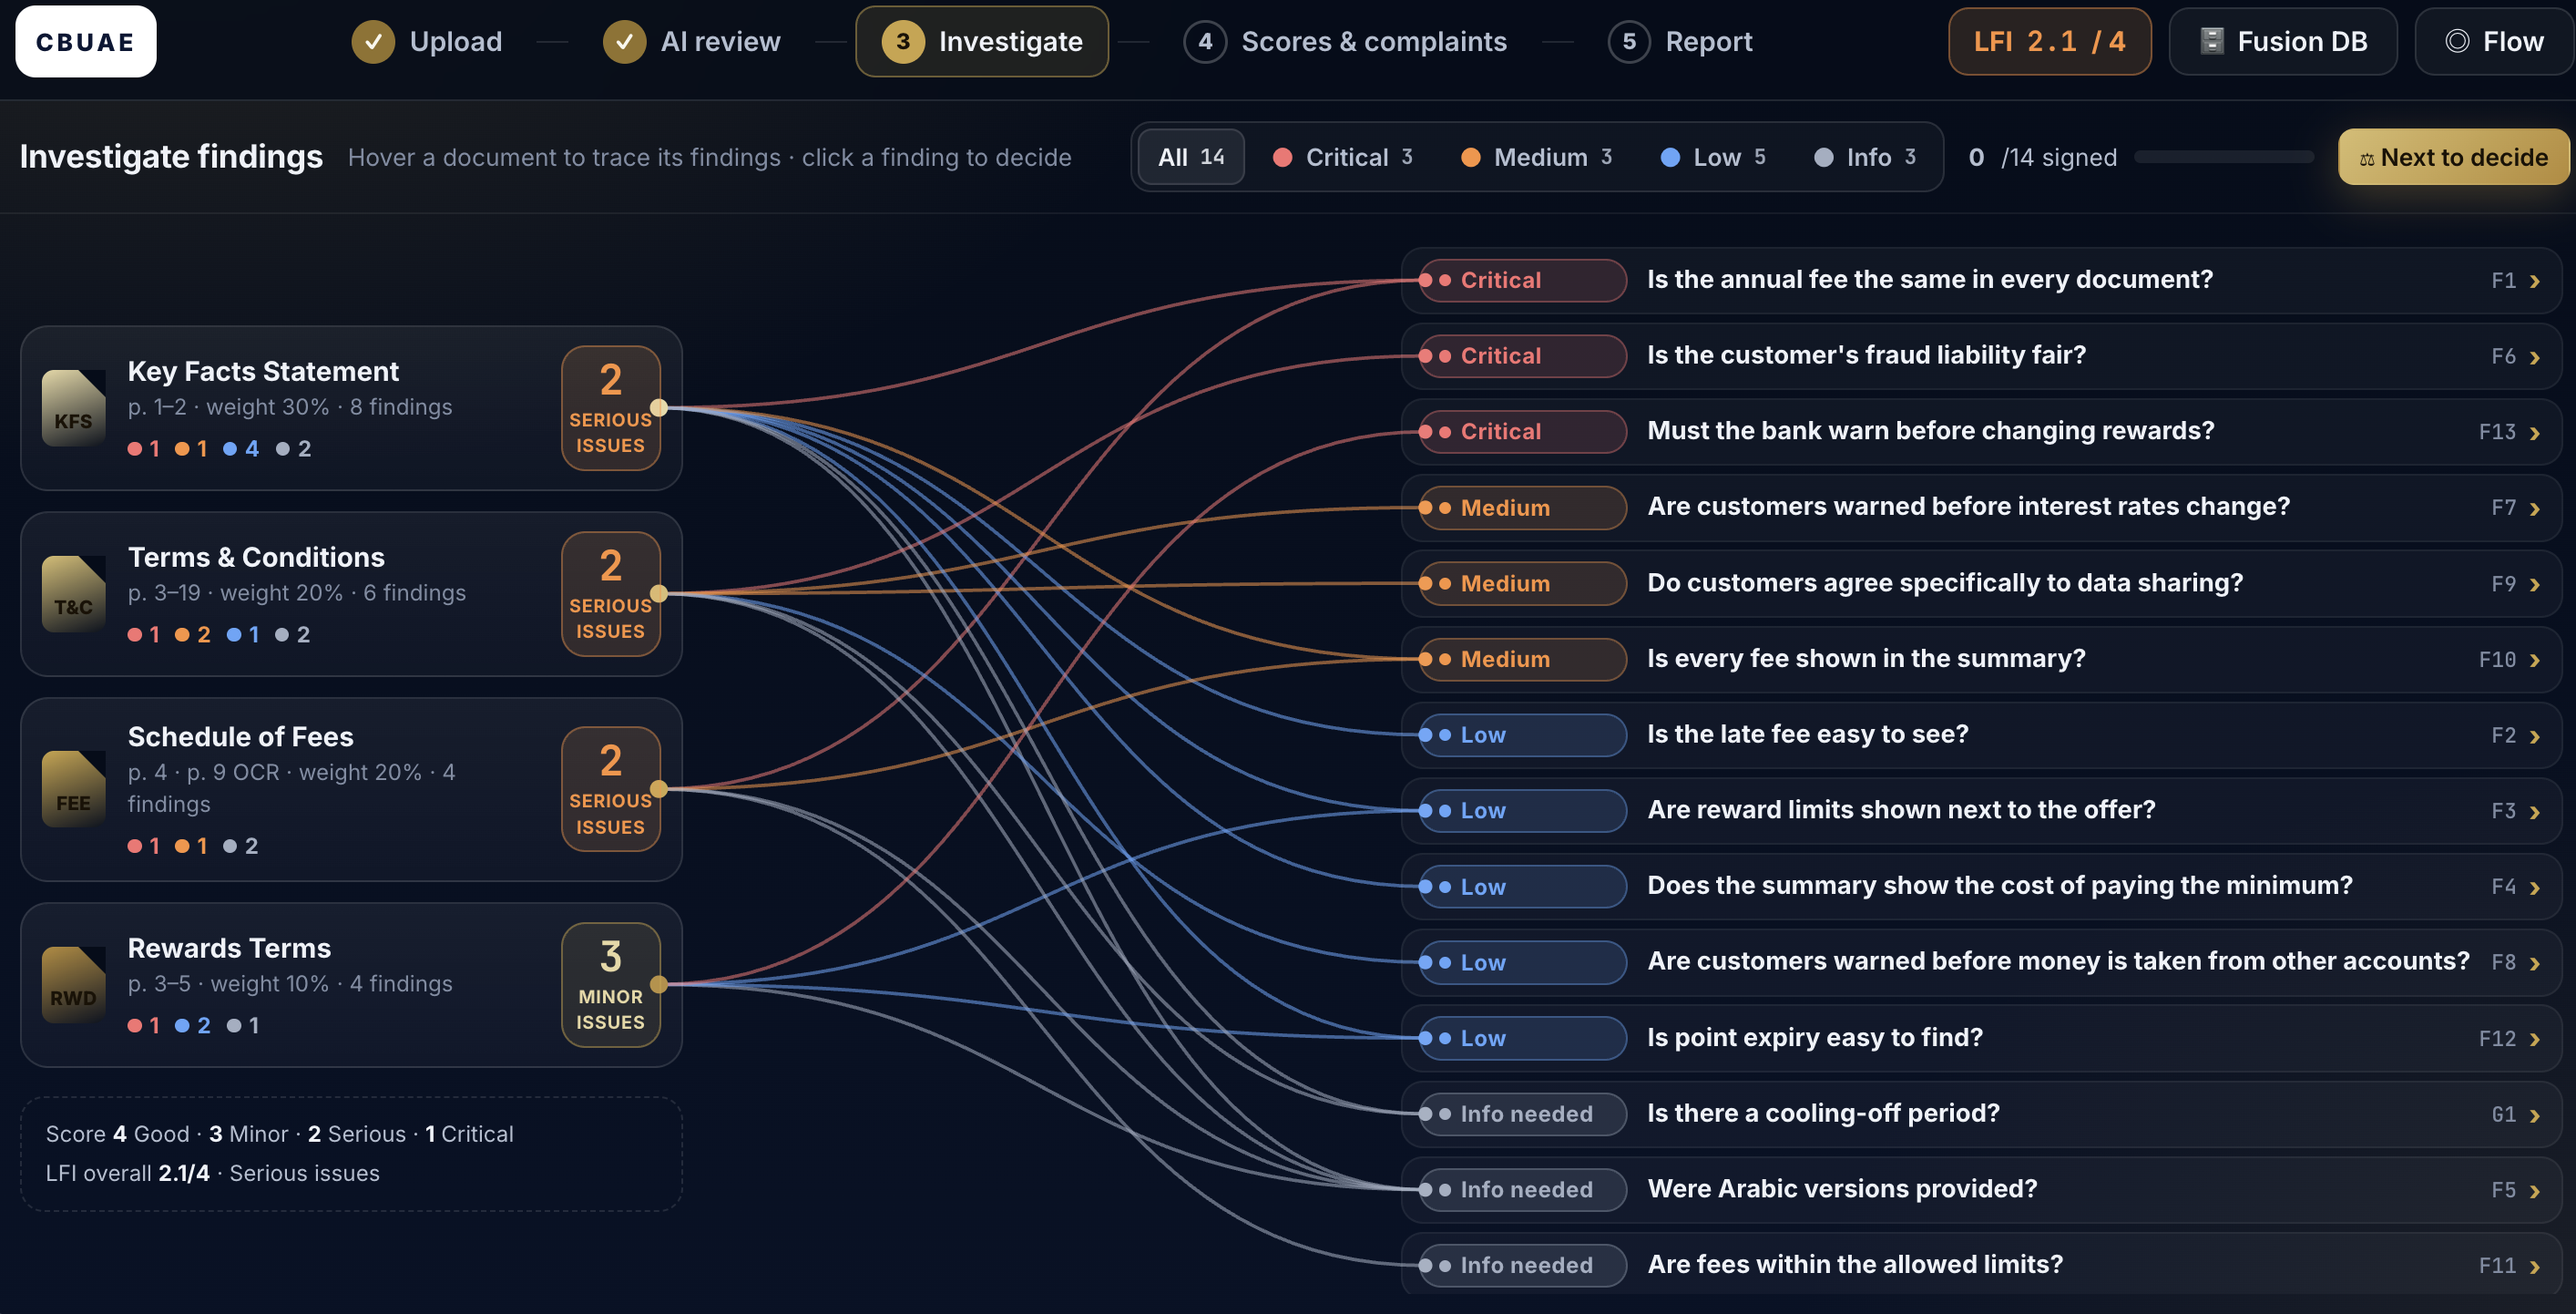 CBUAE
Upload
AI review
3 Investigate
4 Scores & complaints
5 Report
LFI 2.1 / 4
Fusion DB
Flow
Investigate findings
Hover a document to trace its findings · click a finding to decide
All 14
Critical 3
Medium 3
Low 5
Info 3
0 /14 signed
Next to decide
KFS
Key Facts Statement
p. 1–2 · weight 30% · 8 findings
1 1 4 2
2
SERIOUS
ISSUES
T&C
Terms & Conditions
p. 3–19 · weight 20% · 6 findings
1 2 1 2
2
SERIOUS
ISSUES
FEE
Schedule of Fees
p. 4 · p. 9 OCR · weight 20% · 4
findings
1 1 2
2
SERIOUS
ISSUES
RWD
Rewards Terms
p. 3–5 · weight 10% · 4 findings
1 2 1
3
MINOR
ISSUES
Score 4 Good · 3 Minor · 2 Serious · 1 Critical
LFI overall 2.1/4 · Serious issues
Critical Is the annual fee the same in every document? F1 ›
Critical Is the customer's fraud liability fair? F6 ›
Critical Must the bank warn before changing rewards? F13 ›
Medium Are customers warned before interest rates change? F7 ›
Medium Do customers agree specifically to data sharing? F9 ›
Medium Is every fee shown in the summary? F10 ›
Low Is the late fee easy to see? F2 ›
Low Are reward limits shown next to the offer? F3 ›
Low Does the summary show the cost of paying the minimum? F4 ›
Low Are customers warned before money is taken from other accounts? F8 ›
Low Is point expiry easy to find? F12 ›
Info needed Is there a cooling-off period? G1 ›
Info needed Were Arabic versions provided? F5 ›
Info needed Are fees within the allowed limits? F11 ›